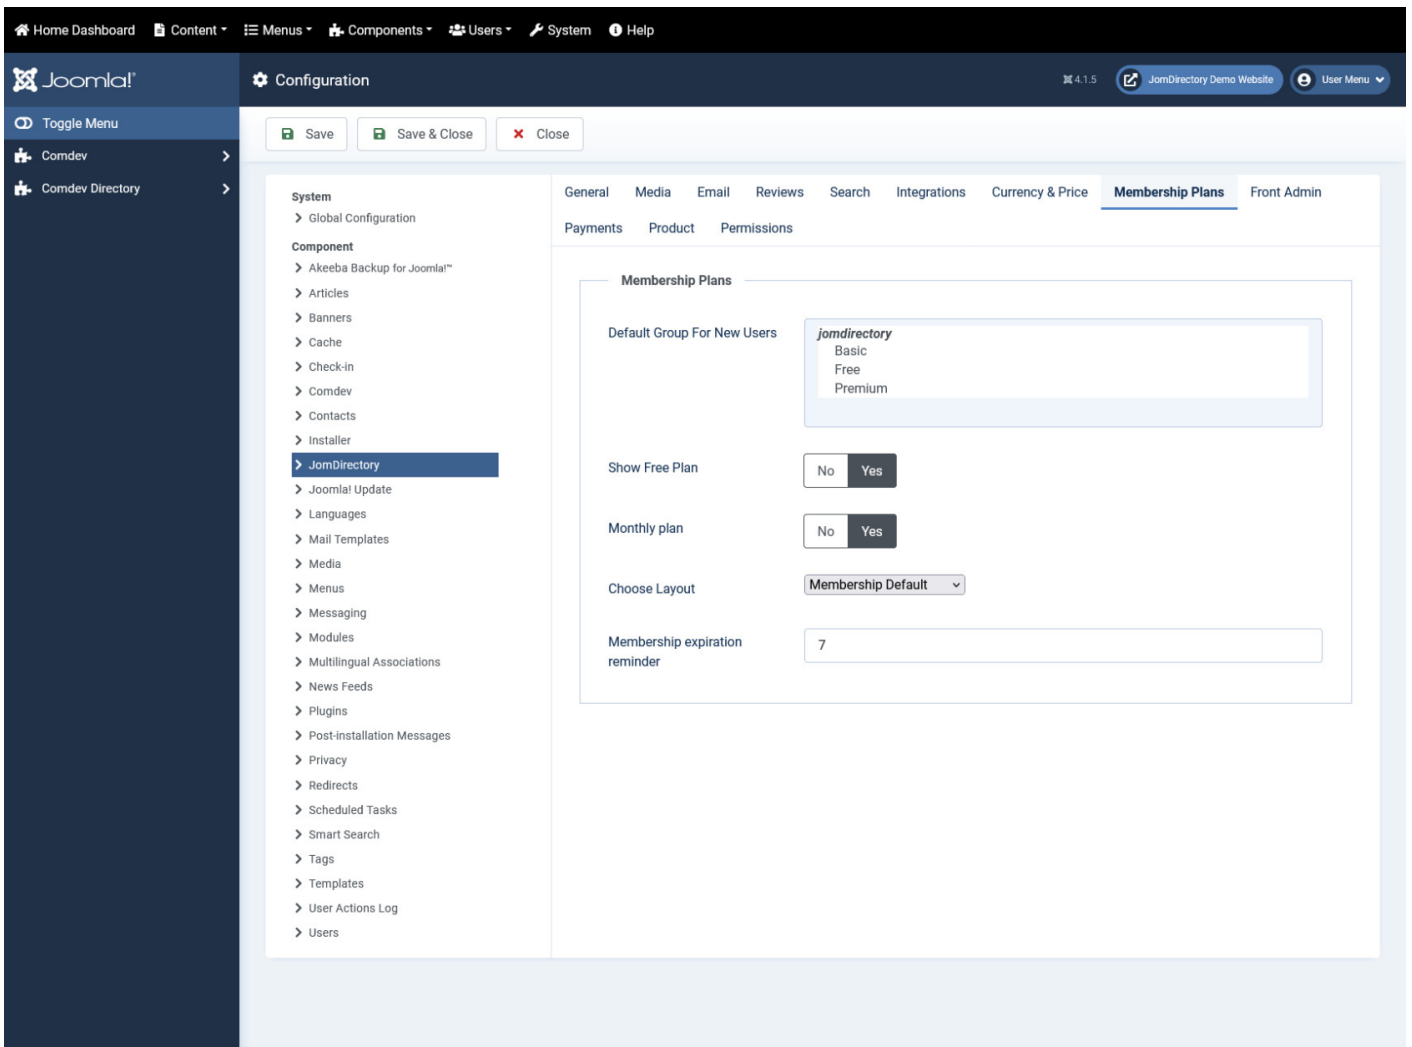 Home Dashboard Content Menus Components Users System Help
Joomla!
Configuration
4.1.5 JomDirectory Demo Website User Menu
Toggle Menu
Comdev
Comdev Directory
Save Save & Close Close
System
Global Configuration
Component
Akeeba Backup for Joomla!™
Articles
Banners
Cache
Check-in
Comdev
Contacts
Installer
JomDirectory
Joomla! Update
Languages
Mail Templates
Media
Menus
Messaging
Modules
Multilingual Associations
News Feeds
Plugins
Post-installation Messages
Privacy
Redirects
Scheduled Tasks
Smart Search
Tags
Templates
User Actions Log
Users
General Media Email Reviews Search Integrations Currency & Price Membership Plans Front Admin
Payments Product Permissions
Membership Plans
Default Group For New Users
jomdirectory
Basic
Free
Premium
Show Free Plan No Yes
Monthly plan No Yes
Choose Layout Membership Default
Membership expiration
reminder
7